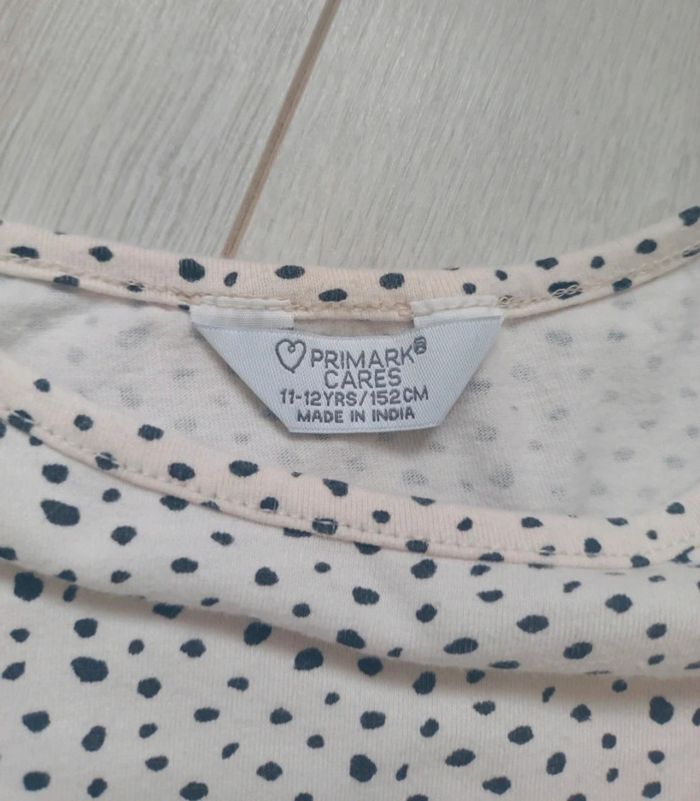 PRIMARK®
CARES
11-12YRS/152CM
MADE IN INDIA